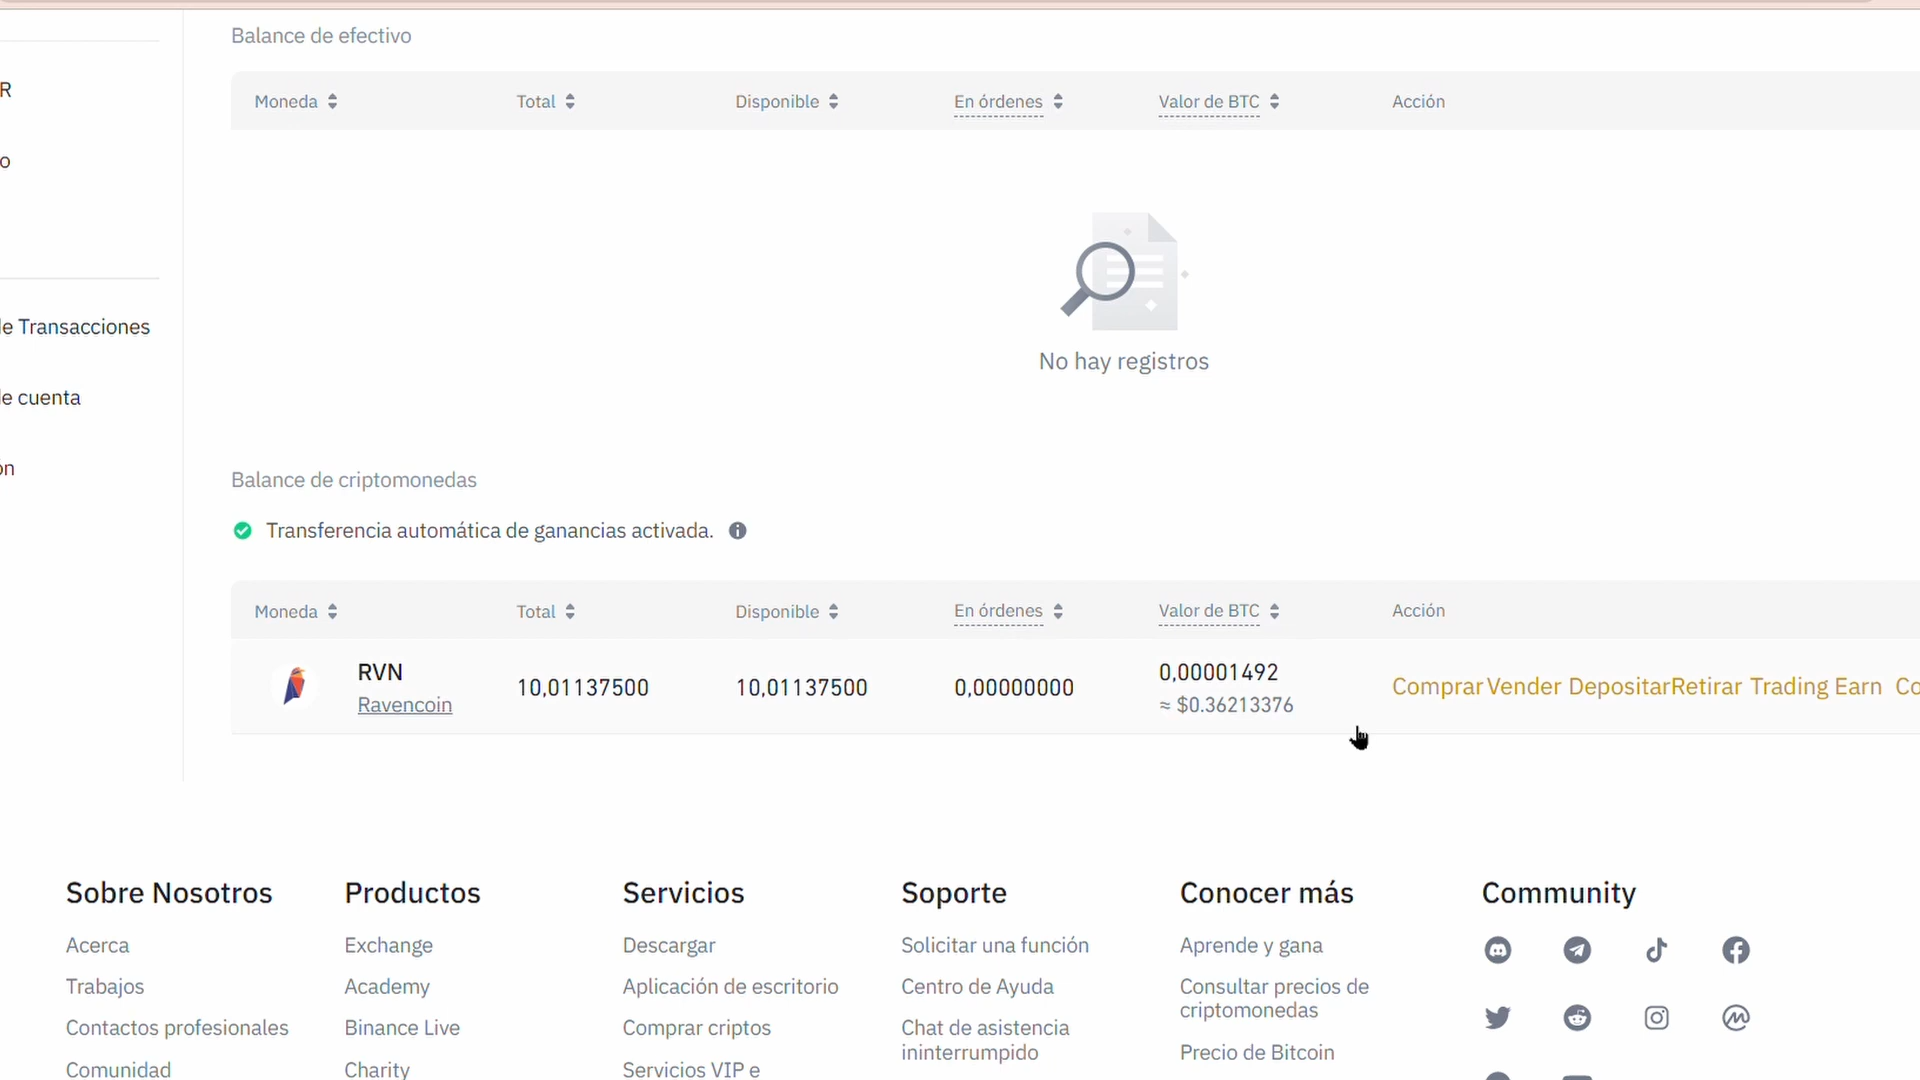 Balance de efectivo
Moneda Total Disponible En órdenes Valor de BTC Acción
R
o
No hay registros
de Transacciones
de cuenta
ón
Balance de criptomonedas
Transferencia automática de ganancias activada.
Moneda Total Disponible En órdenes Valor de BTC Acción
RVN
Ravencoin
10,01137500 10,01137500 0,00000000
0,00001492
≈ $0.36213376
Comprar Vender Depositar Retirar Trading Earn Co
Sobre Nosotros
Acerca
Trabajos
Contactos profesionales
Comunidad
Productos
Exchange
Academy
Binance Live
Charity
Servicios
Descargar
Aplicación de escritorio
Comprar criptos
Servicios VIP e
Soporte
Solicitar una función
Centro de Ayuda
Chat de asistencia
ininterrumpido
Conocer más
Aprende y gana
Consultar precios de
criptomonedas
Precio de Bitcoin
Community